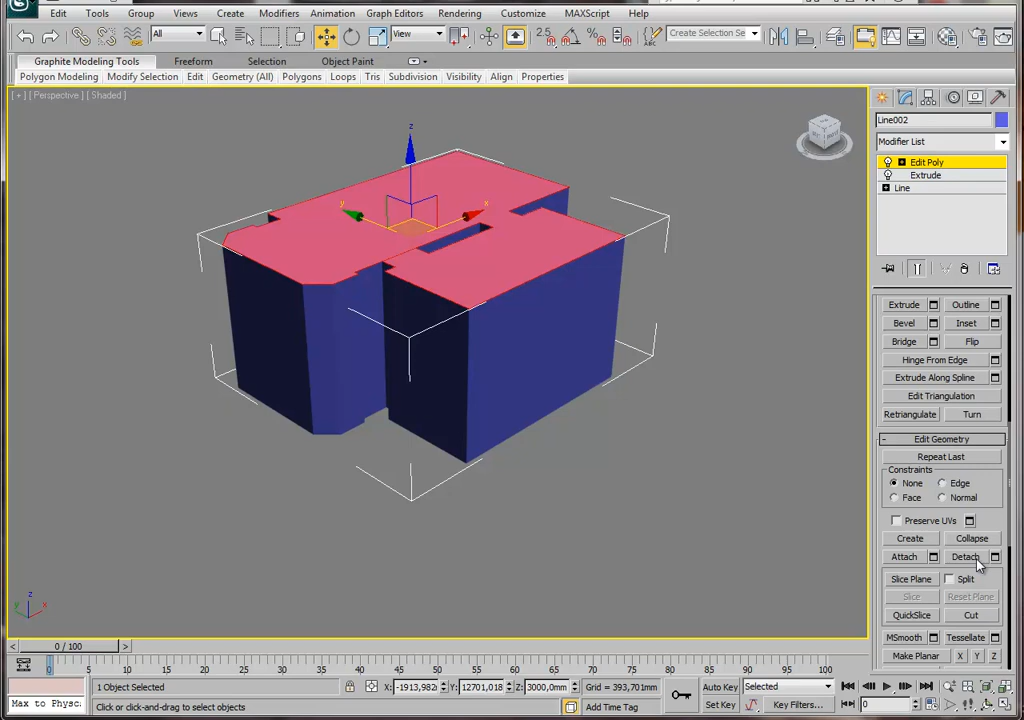 Edit Tools Group Views Create Modifiers Animation Graph Editors Rendering Customize MAXScript Help
All View 2.5 ABC Create Selection Se
Graphite Modeling Tools Freeform Selection Object Paint
Polygon Modeling Modify Selection Edit Geometry (All) Polygons Loops Tris Subdivision Visibility Align Properties
[ + ] [ Perspective ] [ Shaded ]
Line002
Modifier List
Edit Poly
Extrude
Line
z
y
x
Extrude Outline
Bevel Inset
Bridge Flip
Hinge From Edge
Extrude Along Spline
Edit Triangulation
Retriangulate Turn
- Edit Geometry
Repeat Last
Constraints
None Edge
Face Normal
Preserve UVs
Create Collapse
Attach Detach
Slice Plane Split
Slice Reset Plane
QuickSlice Cut
MSmooth Tessellate
Make Planar X Y Z
z
y x
< 0 / 100 >
0 5 10 15 20 25 30 35 40 45 50 55 60 65 70 75 80 85 90 95 100
1 Object Selected X: -1913,982 Y: 12701,018 Z: 3000,0mm Grid = 393,701mm Auto Key Selected
Max to Physc: Click or click-and-drag to select objects Add Time Tag Set Key Key Filters... 0